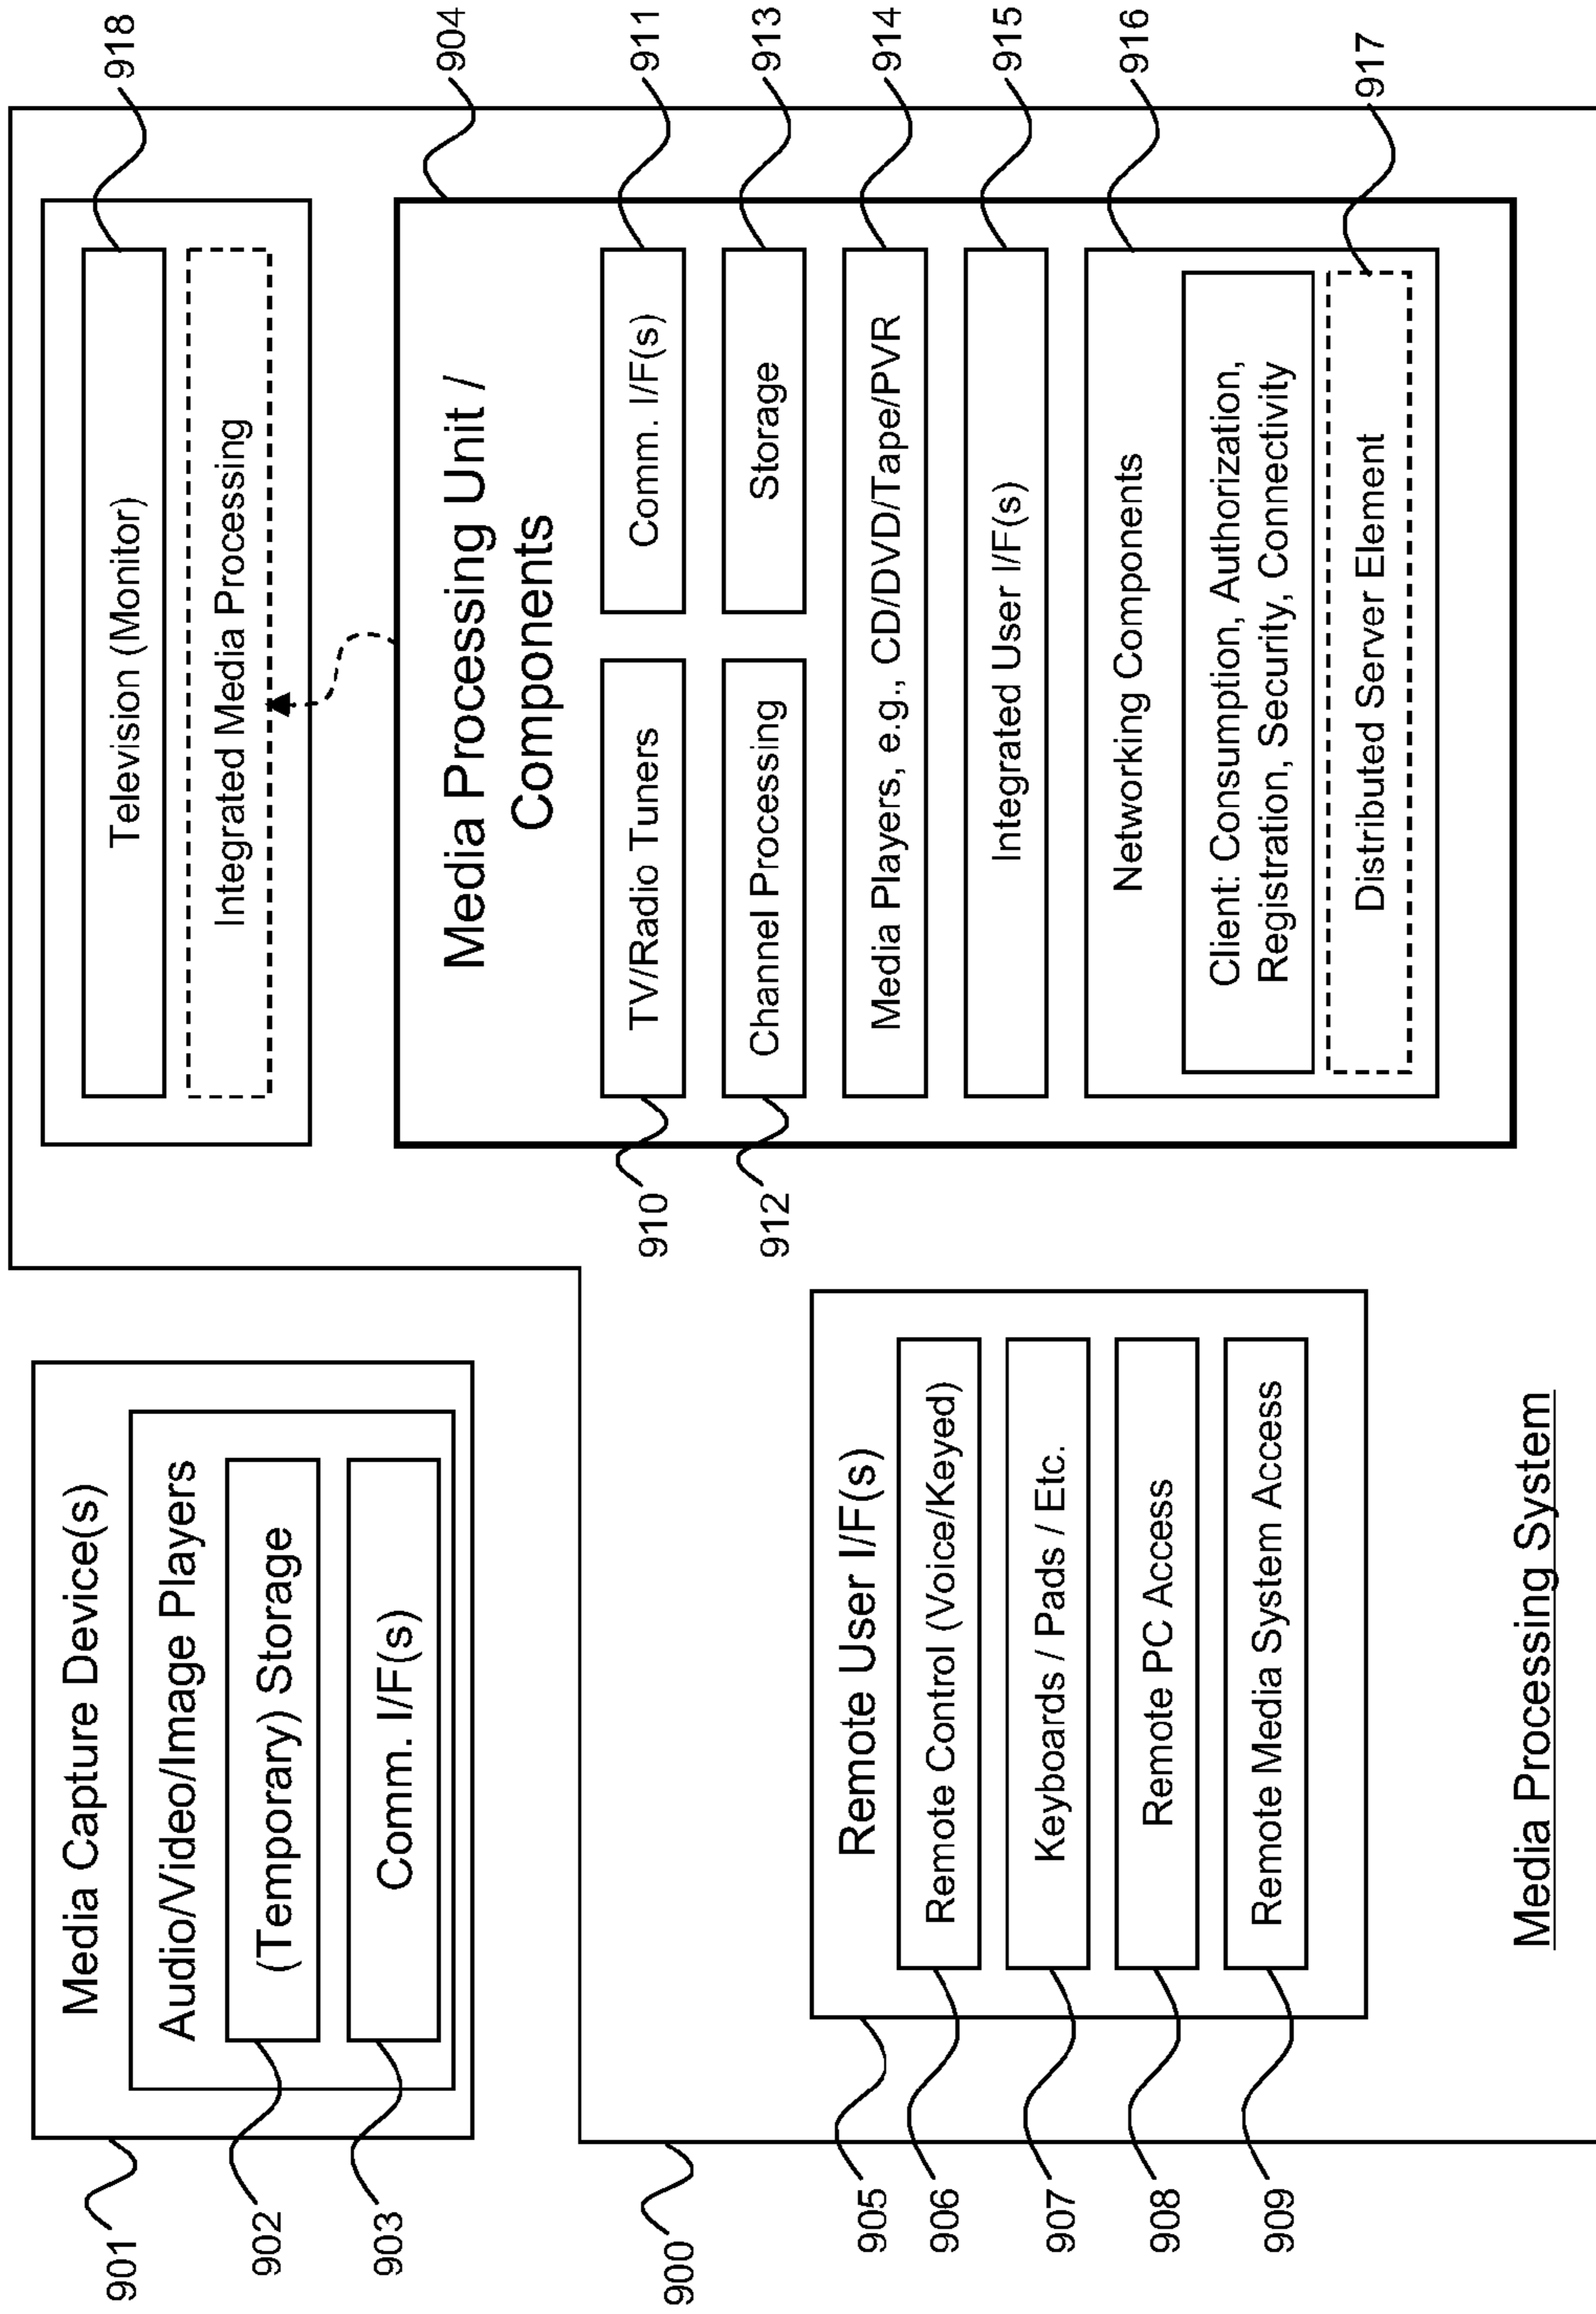 901
Media Capture Device(s)
Audio/Video/Image Players
902
(Temporary) Storage
903
Comm. I/F(s)
900
905
Remote User I/F(s)
906
Remote Control (Voice/Keyed)
907
Keyboards / Pads / Etc.
908
Remote PC Access
909
Remote Media System Access
Media Processing System
Television (Monitor)
918
Integrated Media Processing
904
Media Processing Unit /
Components
910
TV/Radio Tuners
Comm. I/F(s)
911
912
Channel Processing
Storage
913
Media Players, e.g., CD/DVD/Tape/PVR
914
Integrated User I/F(s)
915
Networking Components
916
Client: Consumption, Authorization,
Registration, Security, Connectivity
Distributed Server Element
917